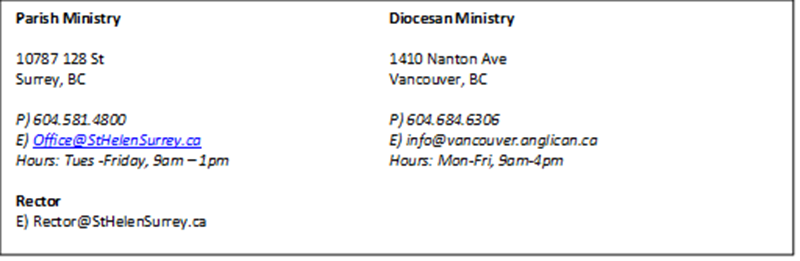 Parish Ministry
10787 128 St
Surrey, BC
P) 604.581.4800
E) Office@StHelenSurrey.ca
Hours: Tues -Friday, 9am – 1pm
Rector
E) Rector@StHelenSurrey.ca
Diocesan Ministry
1410 Nanton Ave
Vancouver, BC
P) 604.684.6306
E) info@vancouver.anglican.ca
Hours: Mon-Fri, 9am-4pm